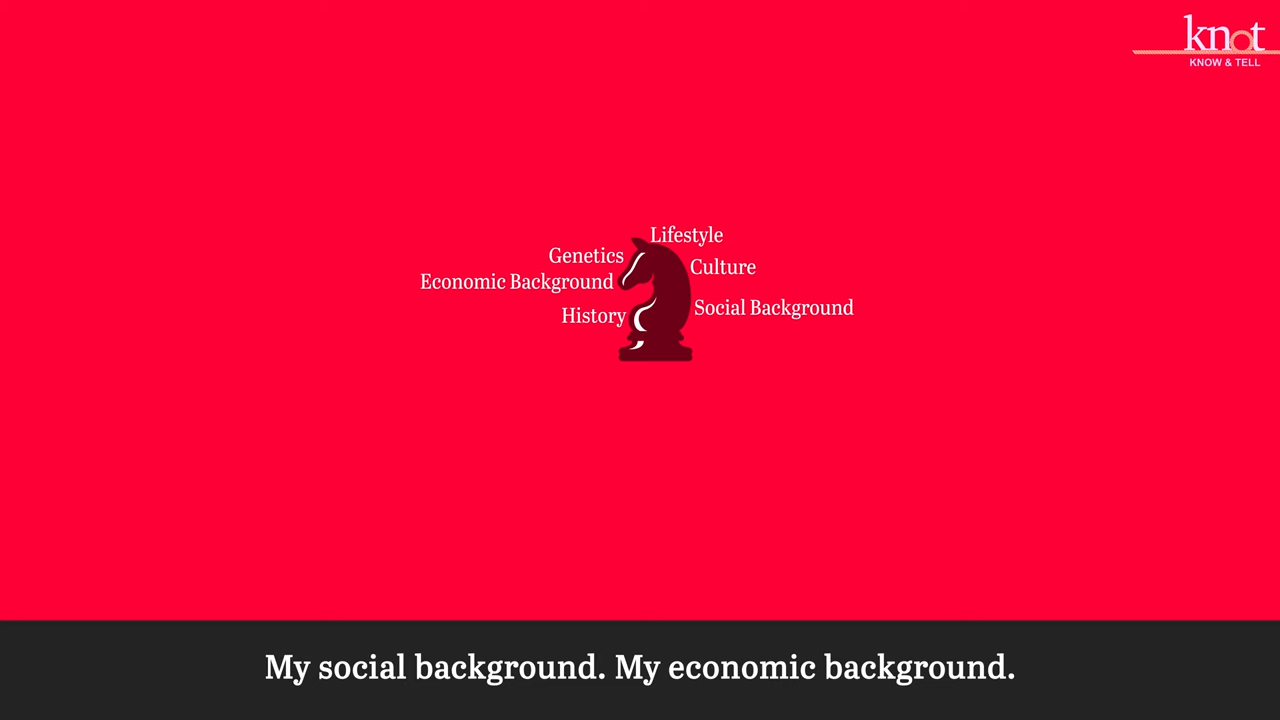 knot
KNOW & TELL
Lifestyle
Genetics
Culture
Economic Background
Social Background
History
My social background. My economic background.